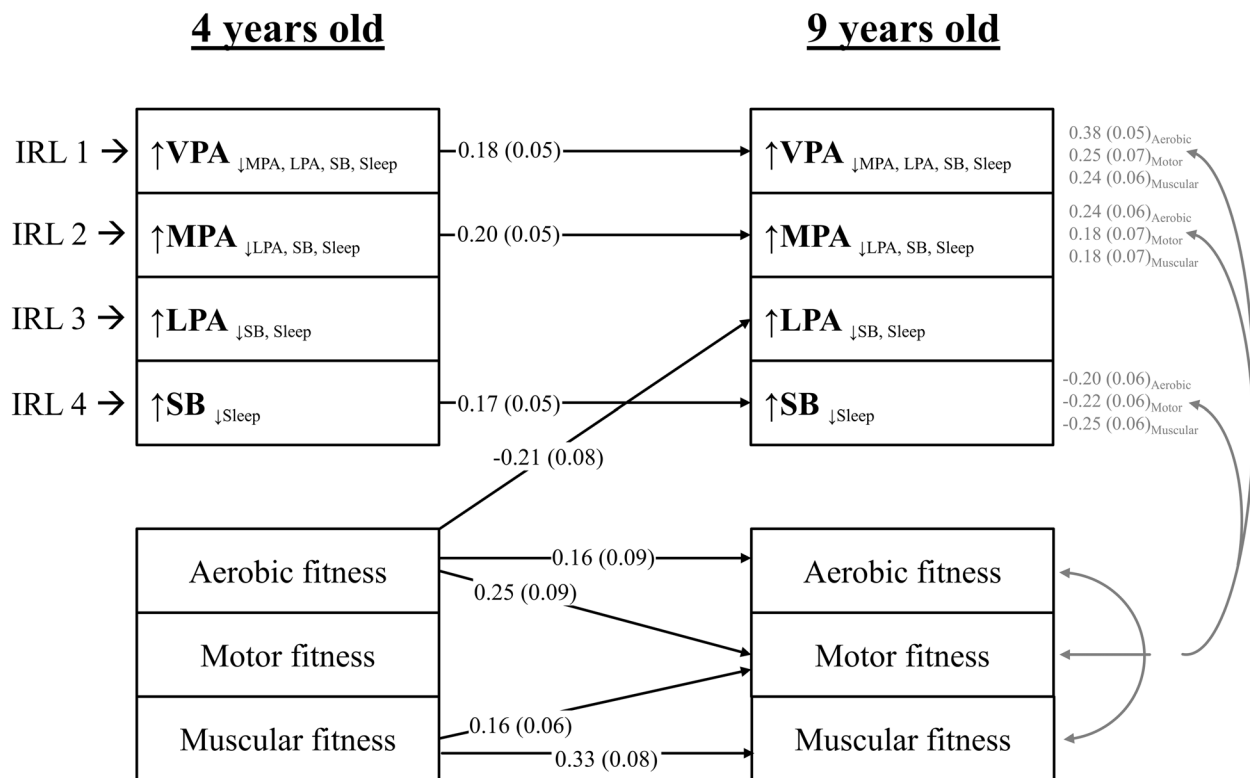 4 years old
9 years old
IRL 1 →
↑VPA ↓MPA, LPA, SB, Sleep
0.18 (0.05)
↑VPA ↓MPA, LPA, SB, Sleep
0.38 (0.05)Aerobic
0.25 (0.07)Motor
0.24 (0.06)Muscular
IRL 2 →
↑MPA ↓LPA, SB, Sleep
0.20 (0.05)
↑MPA ↓LPA, SB, Sleep
0.24 (0.06)Aerobic
0.18 (0.07)Motor
0.18 (0.07)Muscular
IRL 3 →
↑LPA ↓SB, Sleep
↑LPA ↓SB, Sleep
IRL 4 →
↑SB ↓Sleep
0.17 (0.05)
↑SB ↓Sleep
-0.20 (0.06)Aerobic
-0.22 (0.06)Motor
-0.25 (0.06)Muscular
-0.21 (0.08)
Aerobic fitness
0.16 (0.09)
0.25 (0.09)
Aerobic fitness
Motor fitness
Motor fitness
Muscular fitness
0.16 (0.06)
0.33 (0.08)
Muscular fitness